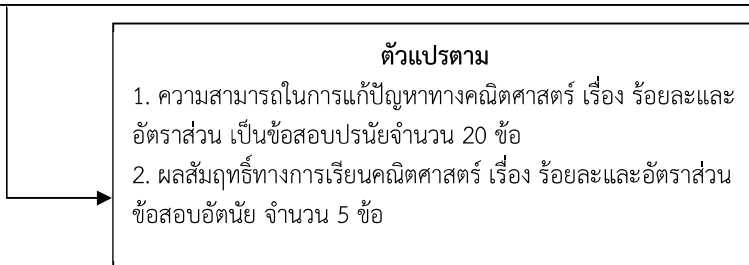 ตัวแปรตาม
1. ความสามารถในการแก้ปัญหาทางคณิตศาสตร์ เรื่อง ร้อยละและ
อัตราส่วน เป็นข้อสอบปรนัยจำนวน 20 ข้อ
2. ผลสัมฤทธิ์ทางการเรียนคณิตศาสตร์ เรื่อง ร้อยละและอัตราส่วน
ข้อสอบอัตนัย จำนวน 5 ข้อ